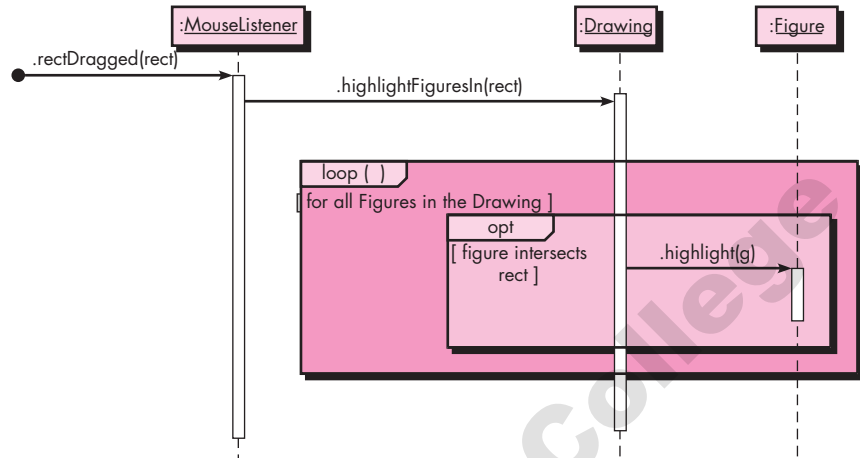 :MouseListener
:Drawing
:Figure
.rectDragged(rect)
.highlightFiguresIn(rect)
loop ( )
[ for all Figures in the Drawing ]
opt
[ figure intersects
rect ]
.highlight(g)
College